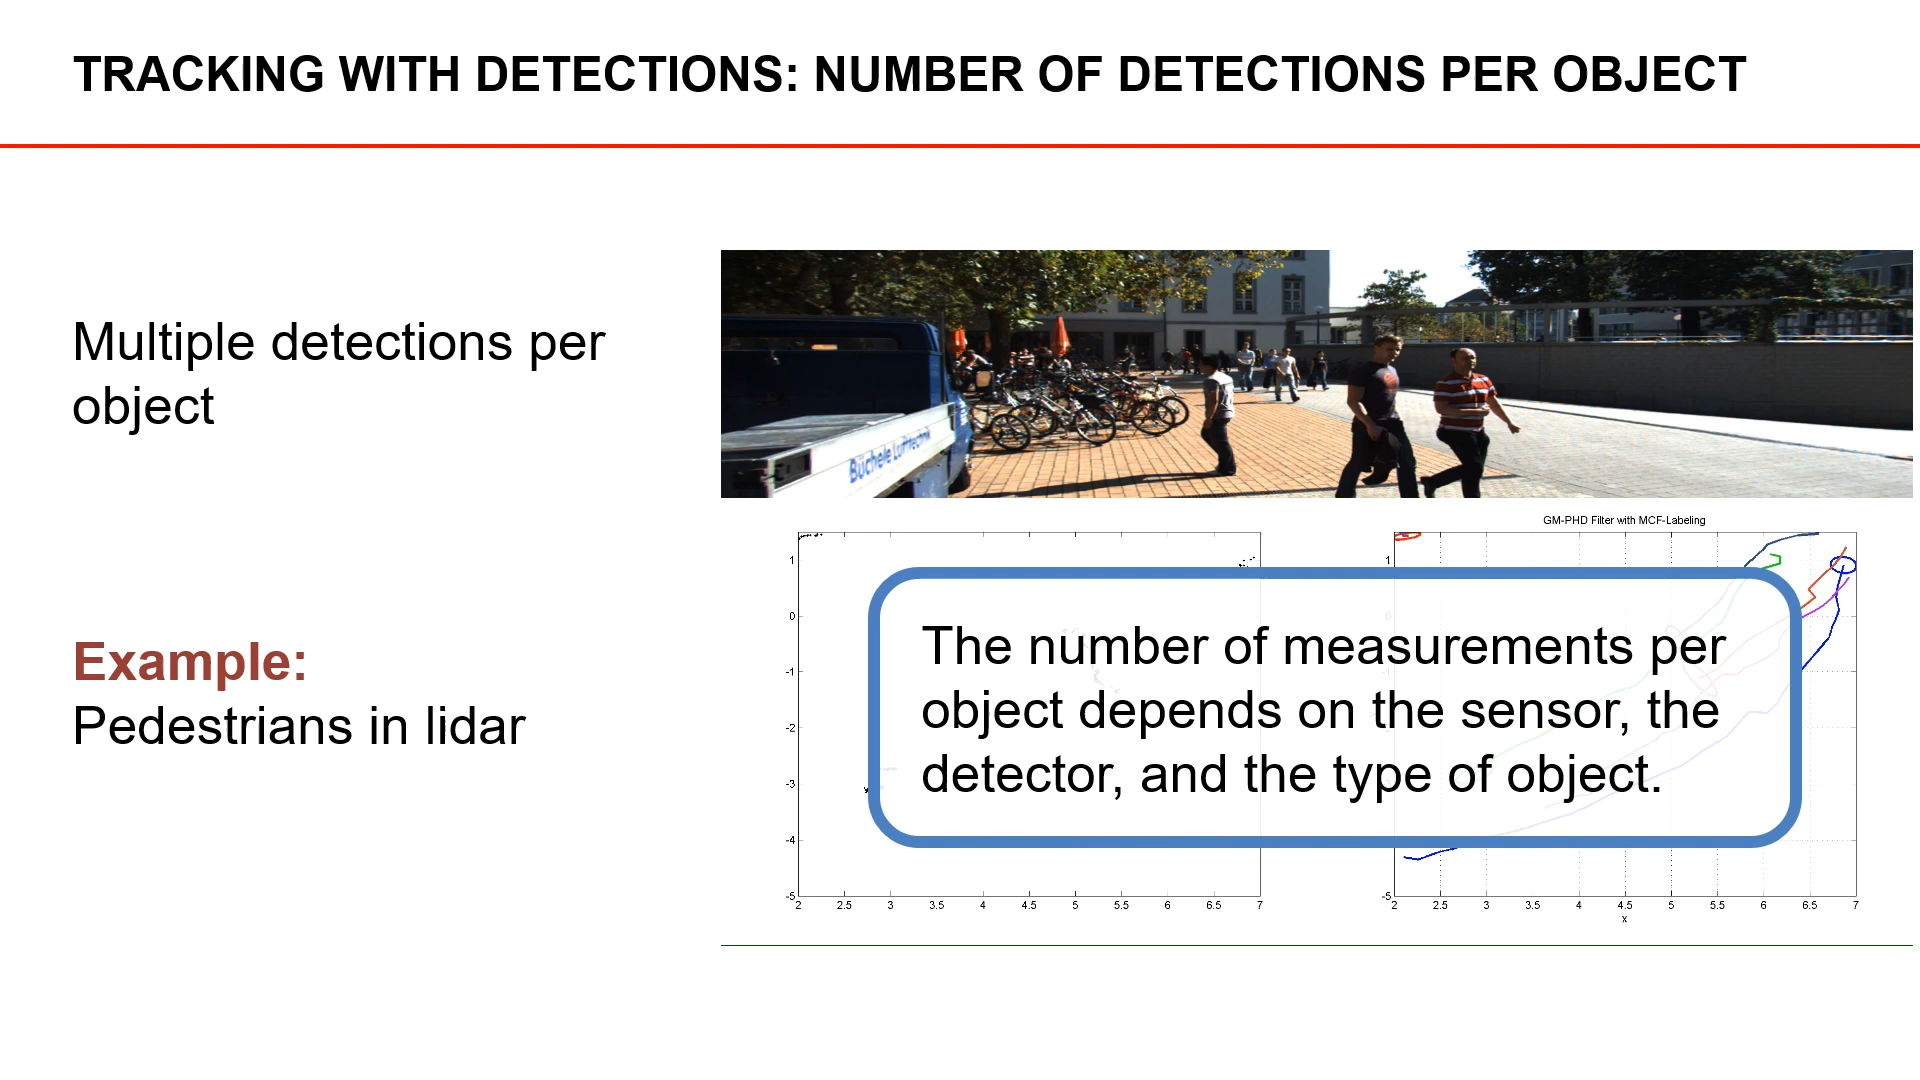 TRACKING WITH DETECTIONS: NUMBER OF DETECTIONS PER OBJECT
Multiple detections per
object
Example:
Pedestrians in lidar
Büchele Lufttechnik
GM-PHD Filter with MCF-Labeling
The number of measurements per
object depends on the sensor, the
detector, and the type of object.
1
0
-1
-2
-3
-4
-5
2 2.5 3 3.5 4 4.5 5 5.5 6 6.5 7
1
-5
2 2.5 3 3.5 4 4.5 5 5.5 6 6.5 7
x